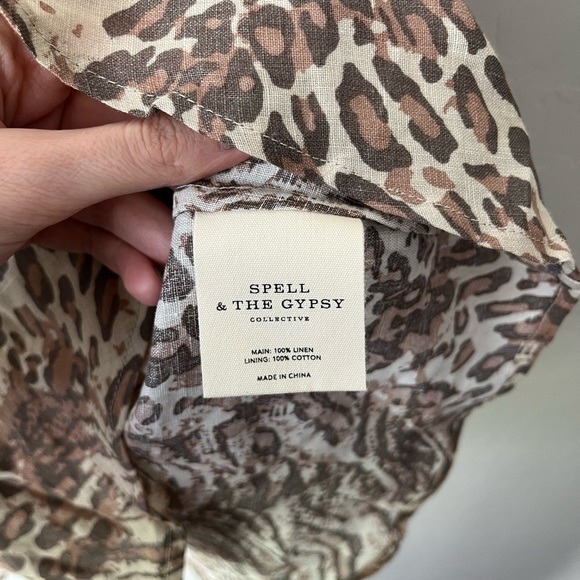 SPELL
& THE GYPSY
COLLECTIVE
MAIN: 100% LINEN
LINING: 100% COTTON
MADE IN CHINA